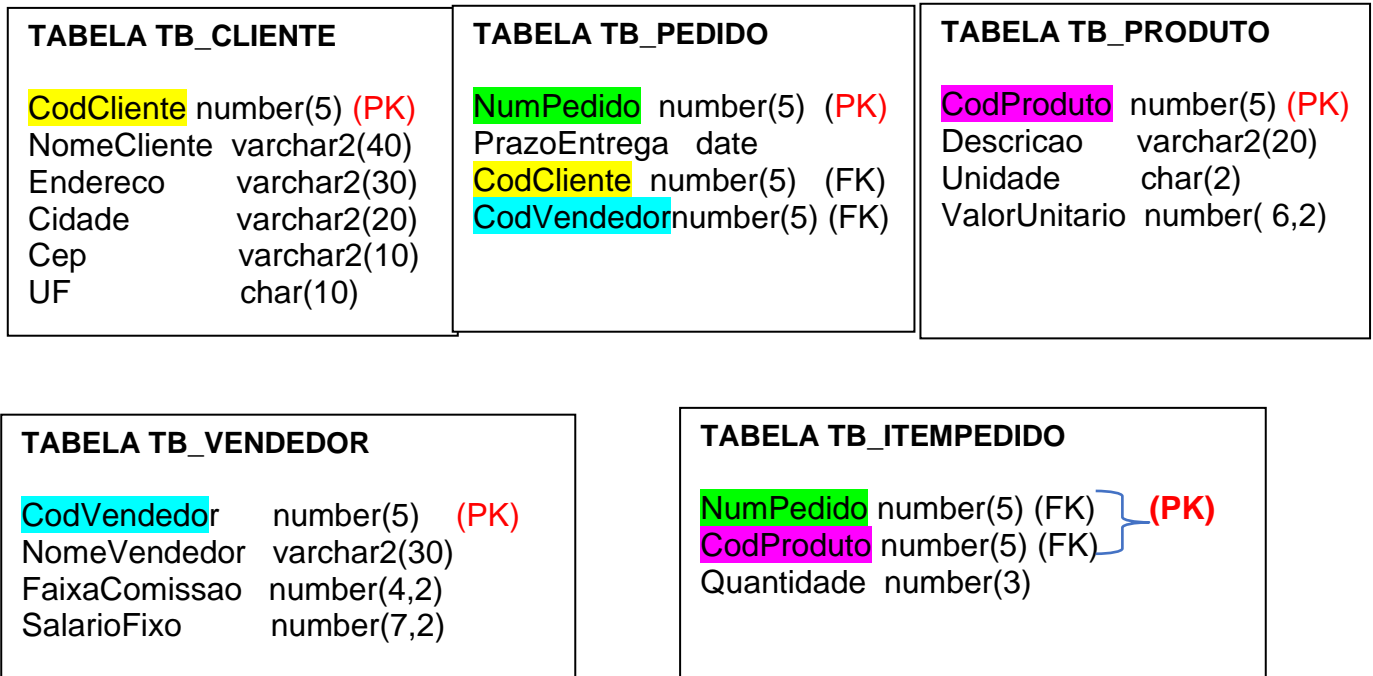 TABELA TB_CLIENTE
CodCliente number(5) (PK)
NomeCliente varchar2(40)
Endereco varchar2(30)
Cidade varchar2(20)
Cep varchar2(10)
UF char(10)
TABELA TB_PEDIDO
NumPedido number(5) (PK)
PrazoEntrega date
CodCliente number(5) (FK)
CodVendedornumber(5) (FK)
TABELA TB_PRODUTO
CodProduto number(5) (PK)
Descricao varchar2(20)
Unidade char(2)
ValorUnitario number( 6,2)
TABELA TB_VENDEDOR
CodVendedor number(5) (PK)
NomeVendedor varchar2(30)
FaixaComissao number(4,2)
SalarioFixo number(7,2)
TABELA TB_ITEMPEDIDO
NumPedido number(5) (FK) (PK)
CodProduto number(5) (FK)
Quantidade number(3)